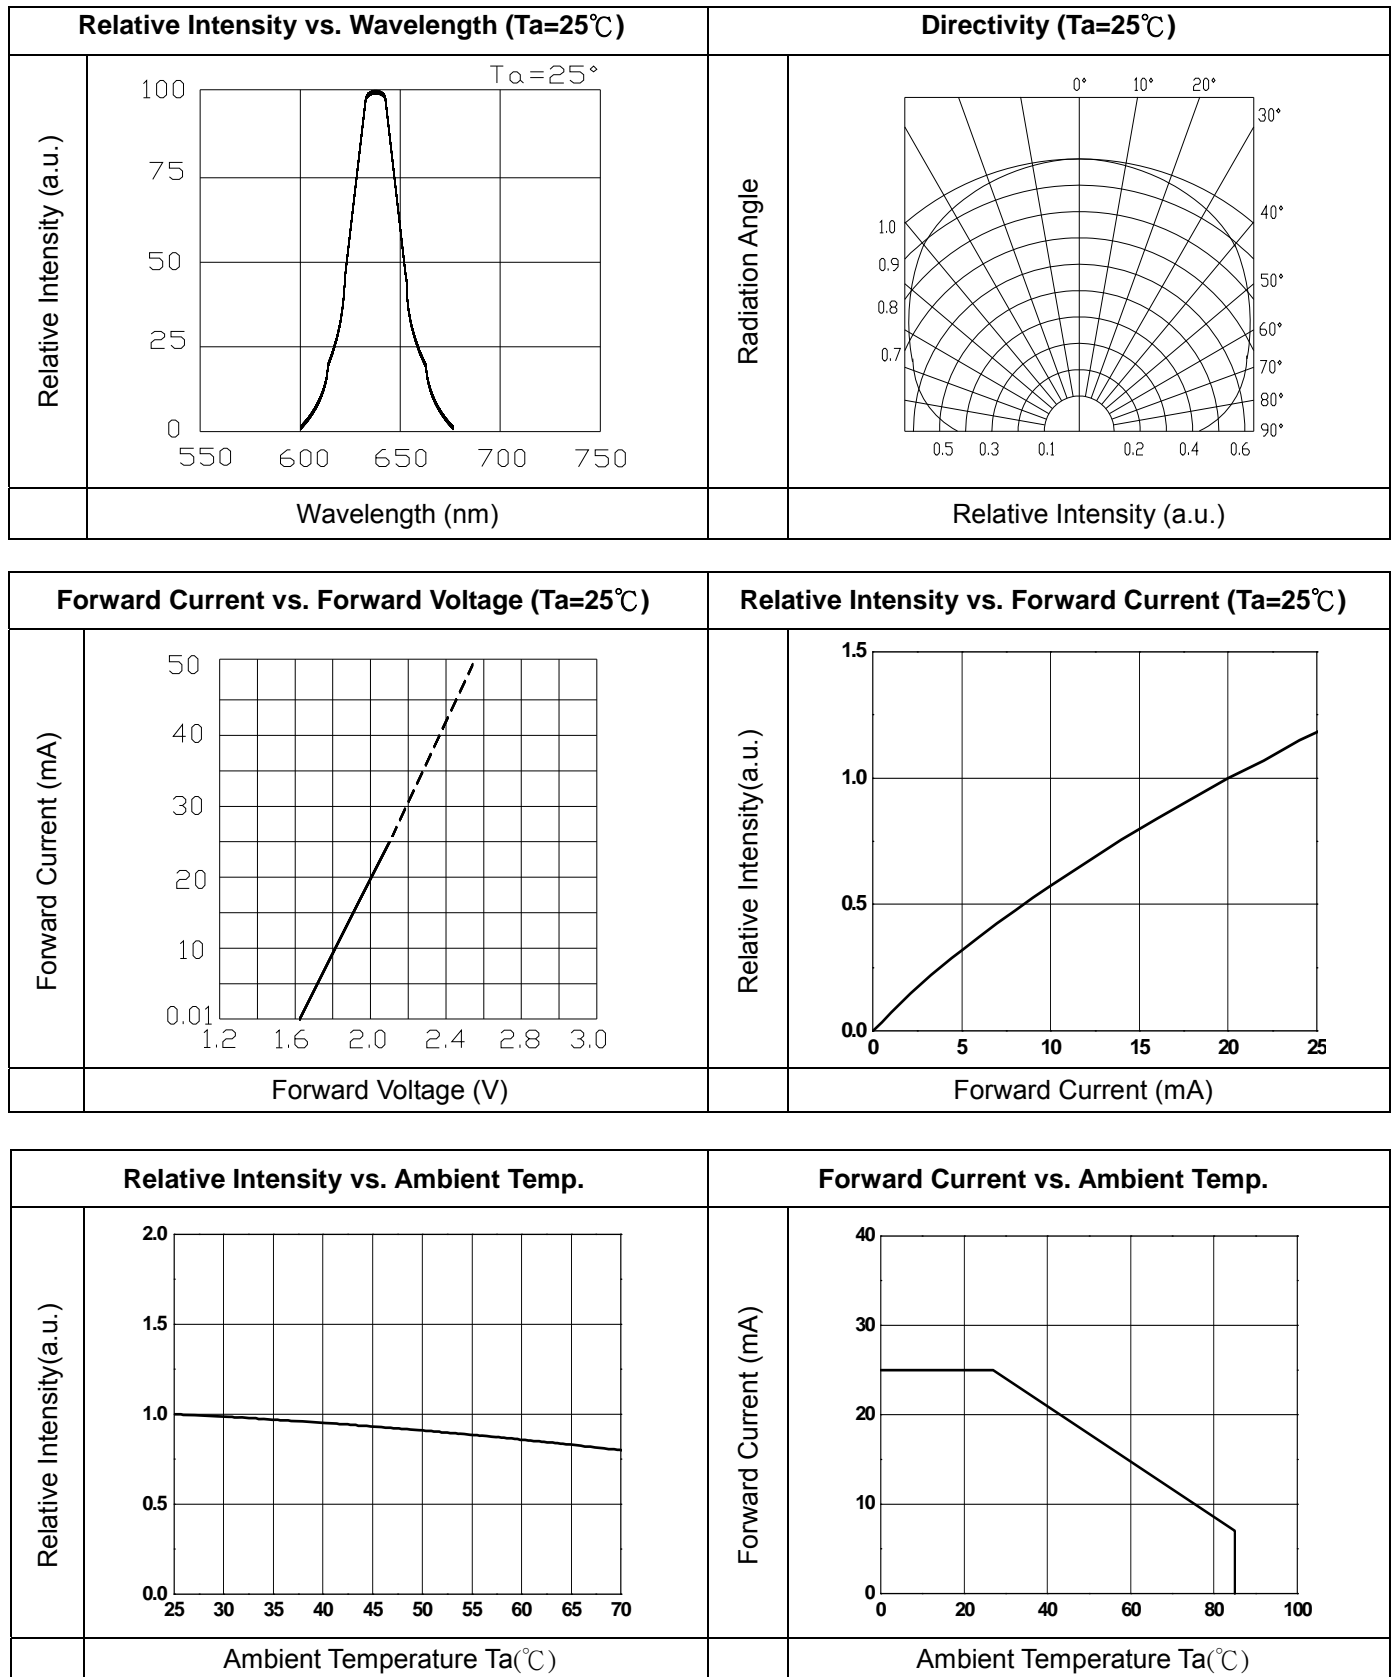 Relative Intensity vs. Wavelength (Ta=25℃)
Directivity (Ta=25℃)
Relative Intensity (a.u.)
Ta=25°
100
75
50
25
0
550 600 650 700 750
Wavelength (nm)
Radiation Angle
0° 10° 20°
30°
40°
50°
60°
70°
80°
90°
1.0
0.9
0.8
0.7
0.5 0.3 0.1 0.2 0.4 0.6
Relative Intensity (a.u.)
Forward Current vs. Forward Voltage (Ta=25℃)
Relative Intensity vs. Forward Current (Ta=25℃)
Forward Current (mA)
50
40
30
20
10
0.01
1.2 1.6 2.0 2.4 2.8 3.0
Forward Voltage (V)
Relative Intensity(a.u.)
1.5
1.0
0.5
0.0
0 5 10 15 20 25
Forward Current (mA)
Relative Intensity vs. Ambient Temp.
Forward Current vs. Ambient Temp.
Relative Intensity(a.u.)
2.0
1.5
1.0
0.5
0.0
25 30 35 40 45 50 55 60 65 70
Ambient Temperature Ta(℃)
Forward Current (mA)
40
30
20
10
0
0 20 40 60 80 100
Ambient Temperature Ta(℃)